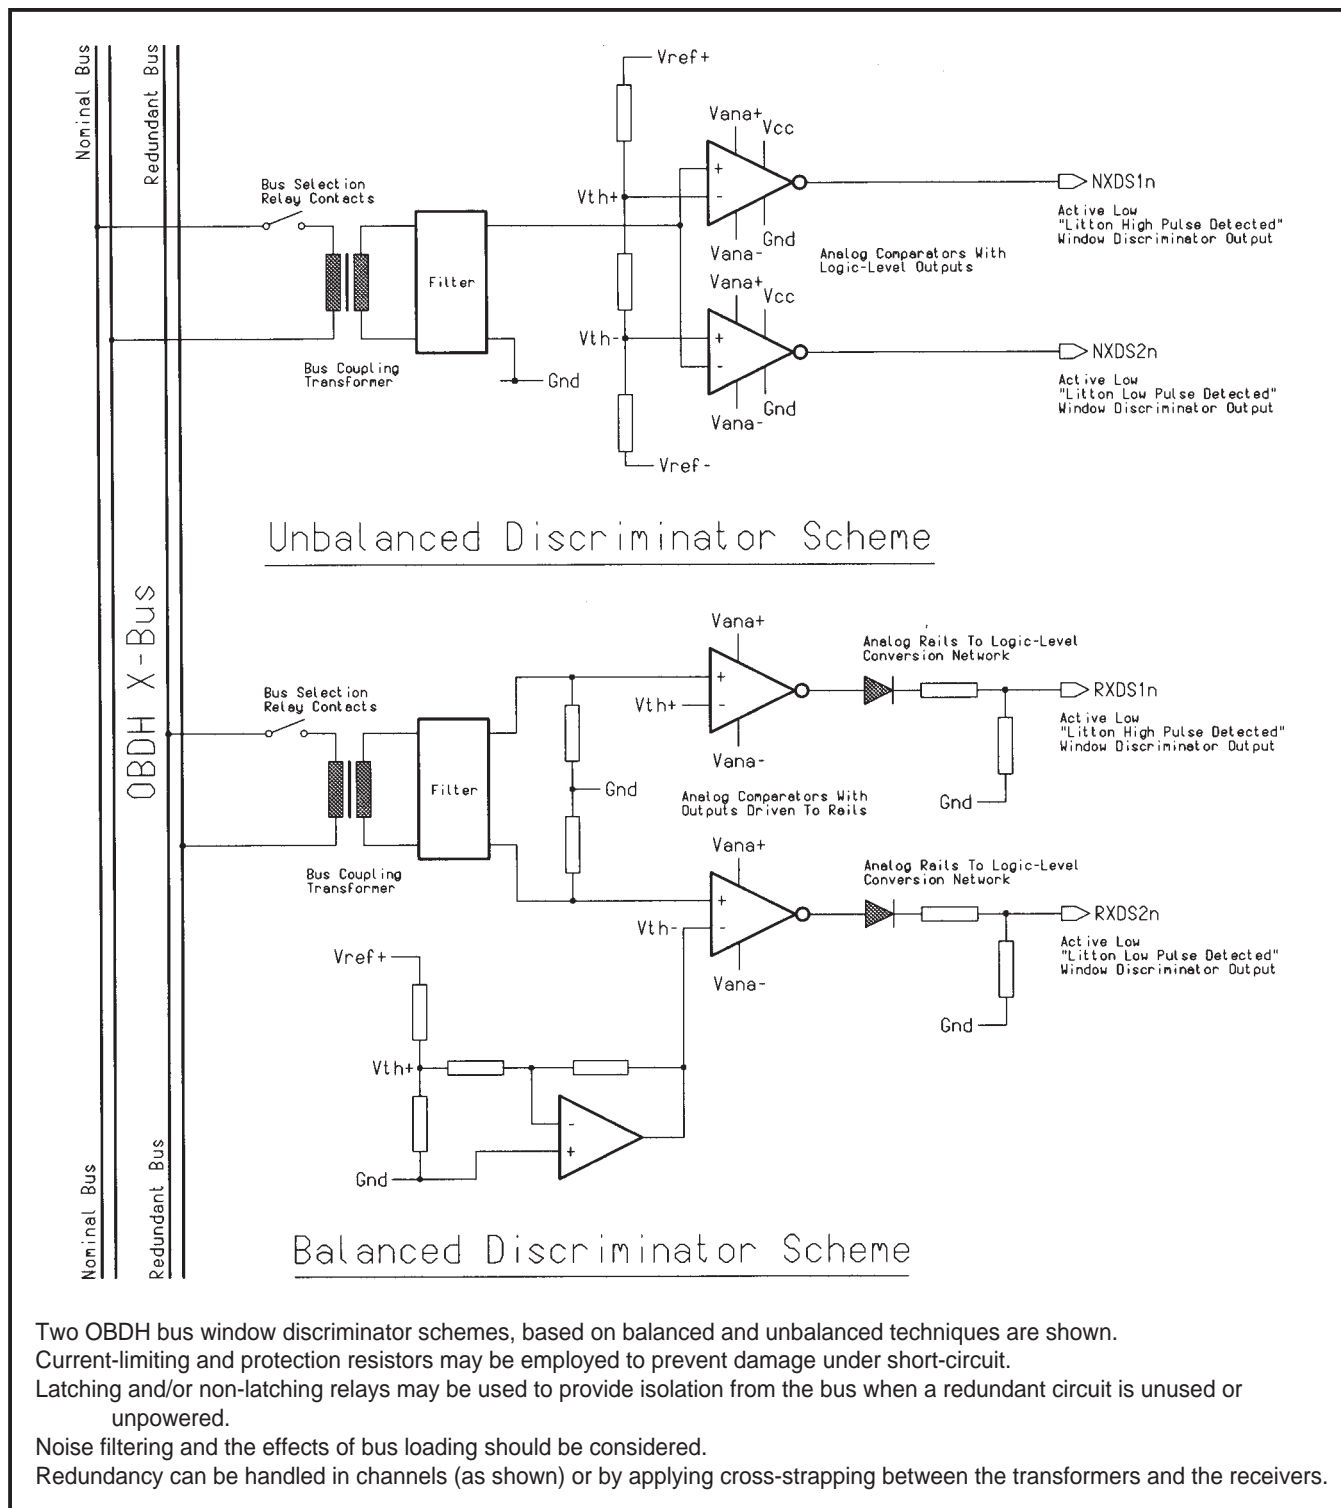 Nominal Bus
Redundant Bus
Vref+
Vana+
Vcc
Bus Selection
Relay Contacts
Vth+
+
-
NXDS1n
Active Low
"Litton High Pulse Detected"
Window Discriminator Output
Vana-
Gnd
Analog Comparators With
Logic-Level Outputs
Filter
Vana+
Vcc
Vth-
+
-
NXDS2n
Bus Coupling
Transformer
Gnd
Active Low
"Litton Low Pulse Detected"
Window Discriminator Output
Vana-
Gnd
Vref-
Unbalanced Discriminator Scheme
OBDH X-Bus
Vana+
Analog Rails To Logic-Level
Conversion Network
Bus Selection
Relay Contacts
+
Vth+
-
RXDS1n
Active Low
"Litton High Pulse Detected"
Window Discriminator Output
Vana-
Filter
Gnd
Analog Comparators With
Outputs Driven To Rails
Gnd
Vana+
Analog Rails To Logic-Level
Conversion Network
Bus Coupling
Transformer
+
Vth-
-
RXDS2n
Active Low
"Litton Low Pulse Detected"
Window Discriminator Output
Vana-
Gnd
Vref+
Vth+
-
+
Gnd
Nominal Bus
Redundant Bus
Balanced Discriminator Scheme
Two OBDH bus window discriminator schemes, based on balanced and unbalanced techniques are shown.
Current-limiting and protection resistors may be employed to prevent damage under short-circuit.
Latching and/or non-latching relays may be used to provide isolation from the bus when a redundant circuit is unused or
unpowered.
Noise filtering and the effects of bus loading should be considered.
Redundancy can be handled in channels (as shown) or by applying cross-strapping between the transformers and the receivers.